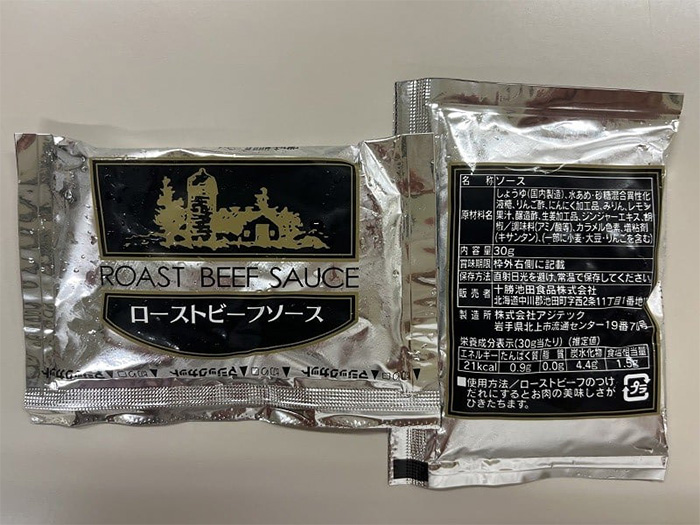 ROAST BEEF SAUCE
ローストビーフソース
マジックカット
名 称 ソース
原材料名
しょうゆ(国内製造)、水あめ・砂糖混合異性化
液糖、りんご酢、にんにく加工品、みりん、レモン
果汁、醸造酢、生姜加工品、ジンジャーエキス、胡
椒/調味料(アミノ酸等)、カラメル色素、増粘剤
(キサンタン)、(一部に小麦・大豆・りんごを含む)
内容量 30g
賞味期限 枠外右側に記載
保存方法 直射日光を避け、常温で保存してください
販売者 十勝池田食品株式会社
北海道中川郡池田町字西2条11丁目1番地
製造所 株式会社アジテック
岩手県北上市流通センター19番
栄養成分表示(30g当たり)(推定値)
エネルギー たんぱく質 脂質 炭水化物 食塩相当量
21kcal 0.9g 0.0g 4.4g 1.5g
■使用方法/ローストビーフのつけ
だれにするとお肉の美味しさが
ひきたちます。
プラ